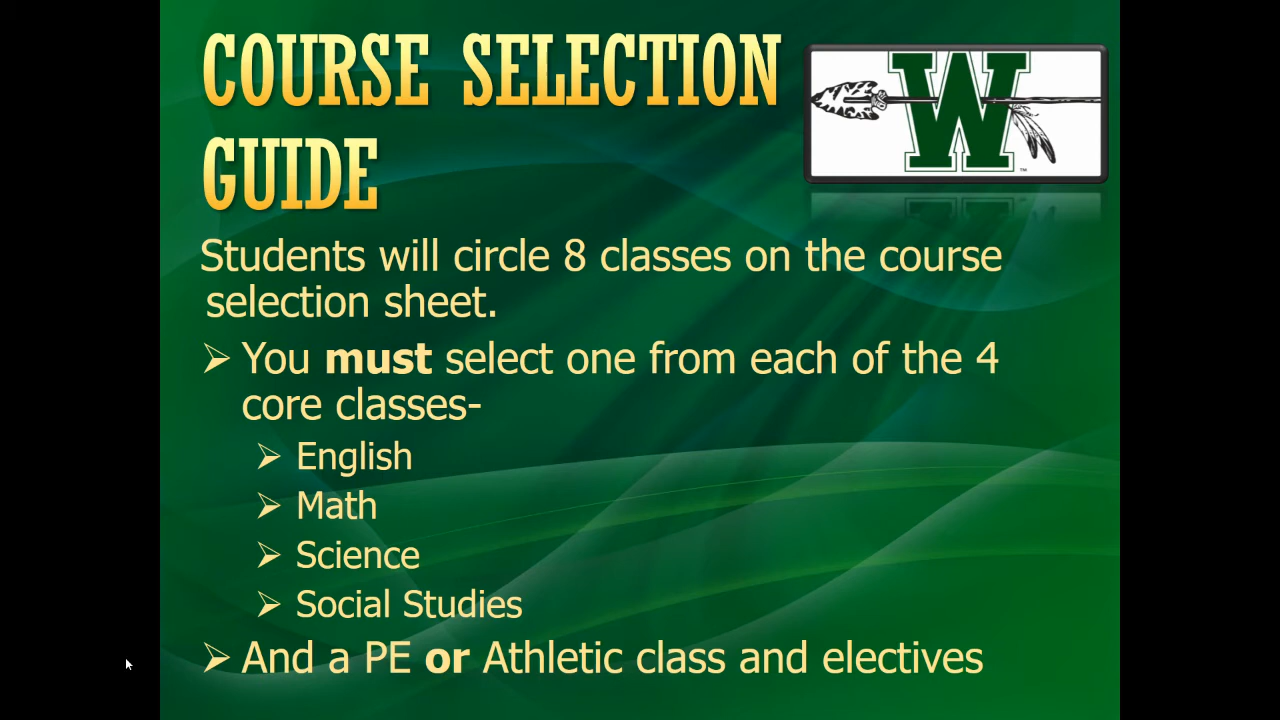 COURSE SELECTION
GUIDE
W
TM
Students will circle 8 classes on the course
selection sheet.
➢ You must select one from each of the 4
core classes-
➢ English
➢ Math
➢ Science
➢ Social Studies
➢ And a PE or Athletic class and electives